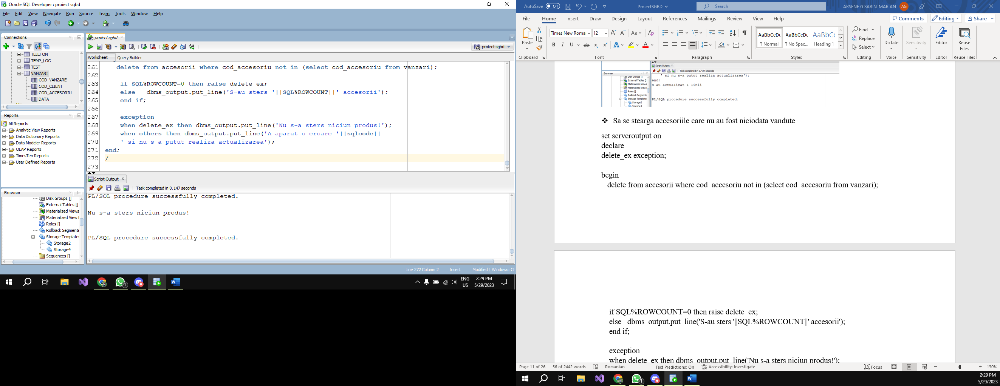 Oracle SQL Developer : proiect sgbd
File Edit View Navigate Run Source Team Tools Window Help
Connections
TELEFON
TEMP_LOG
TEST
VANZARI
COD_VANZARE
COD_CLIENT
COD_ACCESORIU
DATA
Reports
All Reports
Analytic View Reports
Data Dictionary Reports
Data Modeler Reports
OLAP Reports
TimesTen Reports
User Defined Reports
Browser
Disk Groups []
External Tables []
Materialized Views
Materialized View
Roles []
Rollback Segments
Storage Templates
Storage2
Storage4
Sequences []
proiect sgbd
proiect sgbd
Worksheet Query Builder
261 delete from accesorii where cod_accesoriu not in (select cod_accesoriu from vanzari);
262
263 if SQL%ROWCOUNT=0 then raise delete_ex;
264 else   dbms_output.put_line('S-au sters '||SQL%ROWCOUNT||' accesorii');
265 end if;
266
267 exception
268 when delete_ex then dbms_output.put_line('Nu s-a sters niciun produs!');
269 when others then dbms_output.put_line('A aparut o eroare '||sqlcode||
270 ' si nu s-a putut realiza actualizarea');
271 end;
272 /
273
Script Output x
Task completed in 0.147 seconds
PL/SQL procedure successfully completed.
Nu s-a sters niciun produs!
PL/SQL procedure successfully completed.
Line 272 Column 2 | Insert | Modified | Windows: CF
ENG
US
2:29 PM
5/29/2023
AutoSave Off ProiectSGBD Search ARSENE G SABIN-MARIAN AG
File Home Insert Draw Design Layout References Mailings Review View Help Comments Editing Share
Paste
Clipboard
Times New Roma 12
Font
Paragraph
AaBbCcDc AaBbCcDc AaBbCc
¶ Normal ¶ No Spac... Heading 1
Styles
Find
Replace
Select
Editing
Dictate
Voice
Sensitivity
Sensitivity
Editor
Editor
Reuse
Files
Reuse Files
Script Output x
Task completed in 3.427 seconds
Browser
Disk Groups []
External Tables []
Materialized Views
Materialized View
Roles []
Rollback Segments
Storage Templates
Storage2
Storage4
' si nu s-a putut realiza actualizarea');
end;
S-au actualizat 1 linii
PL/SQL procedure successfully completed.
❖ Sa se stearga accesoriile care nu au fost niciodata vandute
set serveroutput on
declare
delete_ex exception;
begin
delete from accesorii where cod_accesoriu not in (select cod_accesoriu from vanzari);
if SQL%ROWCOUNT=0 then raise delete_ex;
else   dbms_output.put_line('S-au sters '||SQL%ROWCOUNT||' accesorii');
end if;
exception
when delete_ex then dbms_output.put_line('Nu s-a sters niciun produs!');
Page 11 of 26 56 of 2442 words Romanian Text Predictions: On Accessibility: Investigate Focus 130%
2:29 PM
5/29/2023